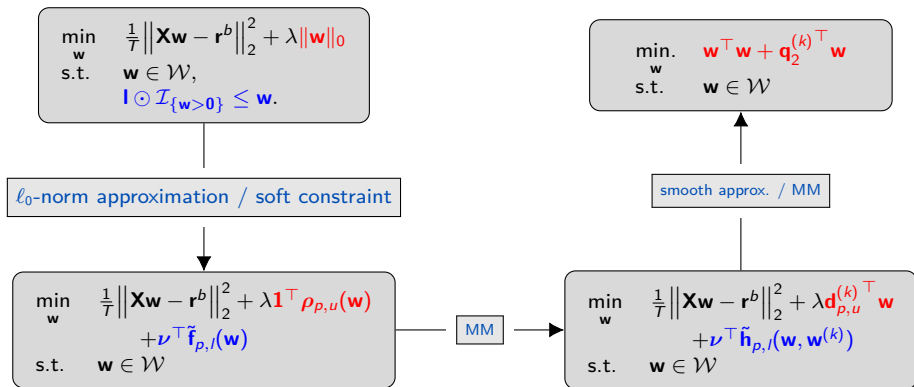 min_w 1/T ‖Xw − r^b‖_2^2 + λ‖w‖_0
s.t. w ∈ 𝒲,
l ⊙ ℐ_{w>0} ≤ w.
ℓ0-norm approximation / soft constraint
min_w 1/T ‖Xw − r^b‖_2^2 + λ1^⊤ρ_{p,u}(w)
+ν^⊤f̃_{p,l}(w)
s.t. w ∈ 𝒲
MM
min_w 1/T ‖Xw − r^b‖_2^2 + λd_{p,u}^{(k)⊤}w
+ν^⊤h̃_{p,l}(w, w^{(k)})
s.t. w ∈ 𝒲
smooth approx. / MM
min._w w^⊤w + q_2^{(k)⊤}w
s.t. w ∈ 𝒲